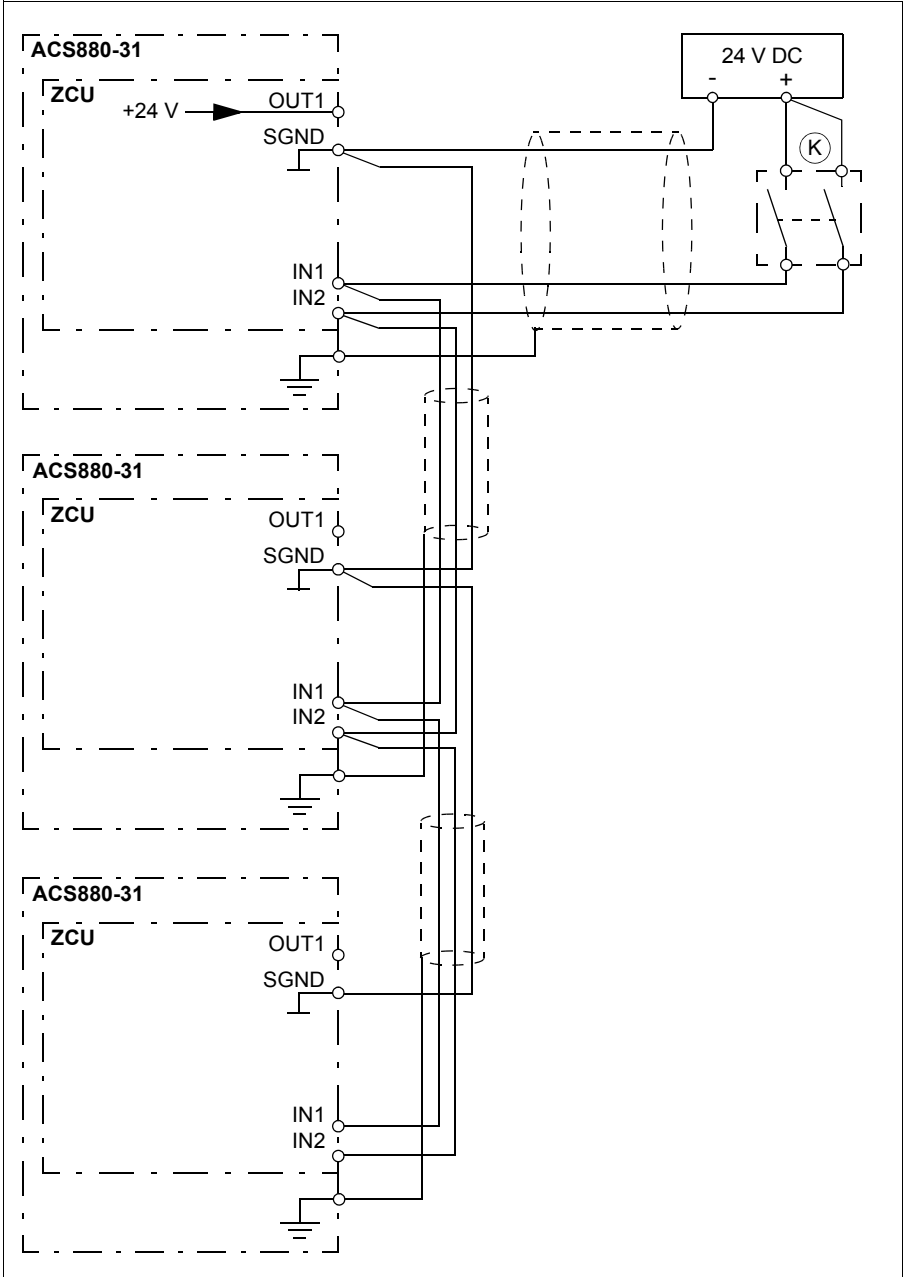 ACS880-31
ZCU
+24 V
OUT1
SGND
IN1
IN2
24 V DC
- +
K
ACS880-31
ZCU
OUT1
SGND
IN1
IN2
ACS880-31
ZCU
OUT1
SGND
IN1
IN2